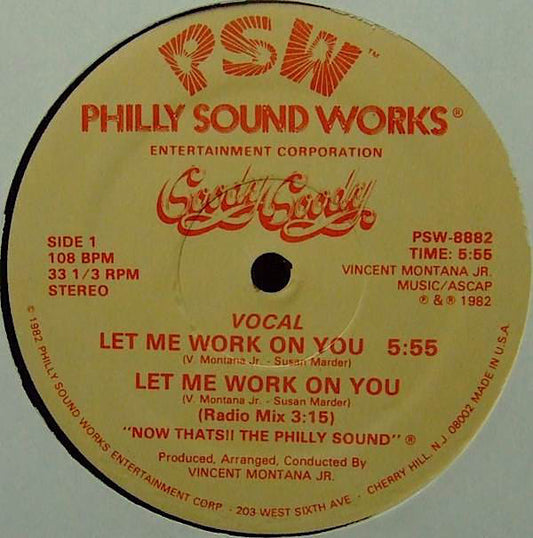 PSW™
PHILLY SOUND WORKS®
ENTERTAINMENT CORPORATION
Goody Goody
SIDE 1
108 BPM
33 1/3 RPM
STEREO
PSW-8882
TIME: 5:55
VINCENT MONTANA JR.
MUSIC/ASCAP
℗ & ® 1982
VOCAL
LET ME WORK ON YOU 5:55
(V. Montana Jr. - Susan Marder)
LET ME WORK ON YOU
(V. Montana Jr. - Susan Marder)
(Radio Mix 3:15)
"NOW THATS!! THE PHILLY SOUND"®
Produced, Arranged, Conducted By
VINCENT MONTANA JR.
© 1982 PHILLY SOUND WORKS ENTERTAINMENT CORP. · 203 WEST SIXTH AVE · CHERRY HILL, NJ 08002 MADE IN U.S.A.